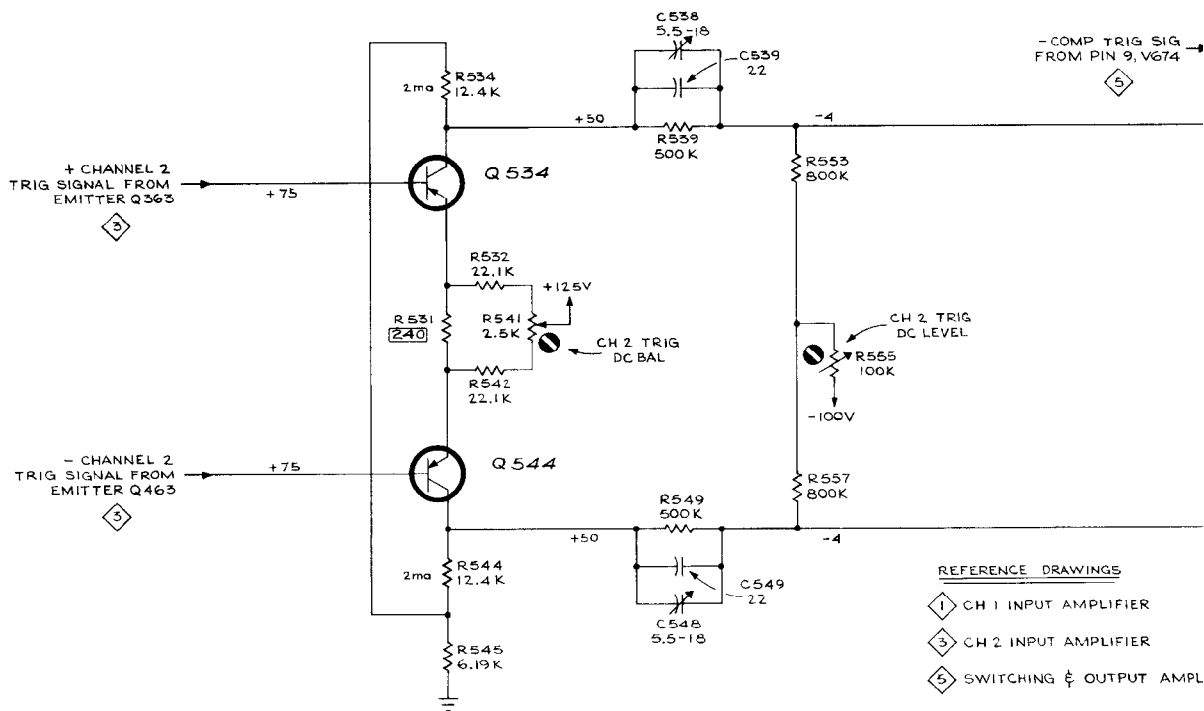 C538
5.5-18
C539
22
– COMP TRIG SIG
FROM PIN 9, V674
5
R534
12.4K
2ma
+50
R539
500K
-4
+ CHANNEL 2
TRIG SIGNAL FROM
EMITTER Q363
3
+75
Q534
R553
800K
R532
22.1K
+125V
R531
240
R541
2.5K
CH 2 TRIG
DC BAL
R542
22.1K
CH 2 TRIG
DC LEVEL
R555
100K
-100V
– CHANNEL 2
TRIG SIGNAL FROM
EMITTER Q463
3
+75
Q544
R549
500K
R557
800K
+50
-4
2ma
R544
12.4K
C549
22
C548
5.5-18
R545
6.19K
REFERENCE DRAWINGS
1 CH 1 INPUT AMPLIFIER
3 CH 2 INPUT AMPLIFIER
5 SWITCHING & OUTPUT AMPL